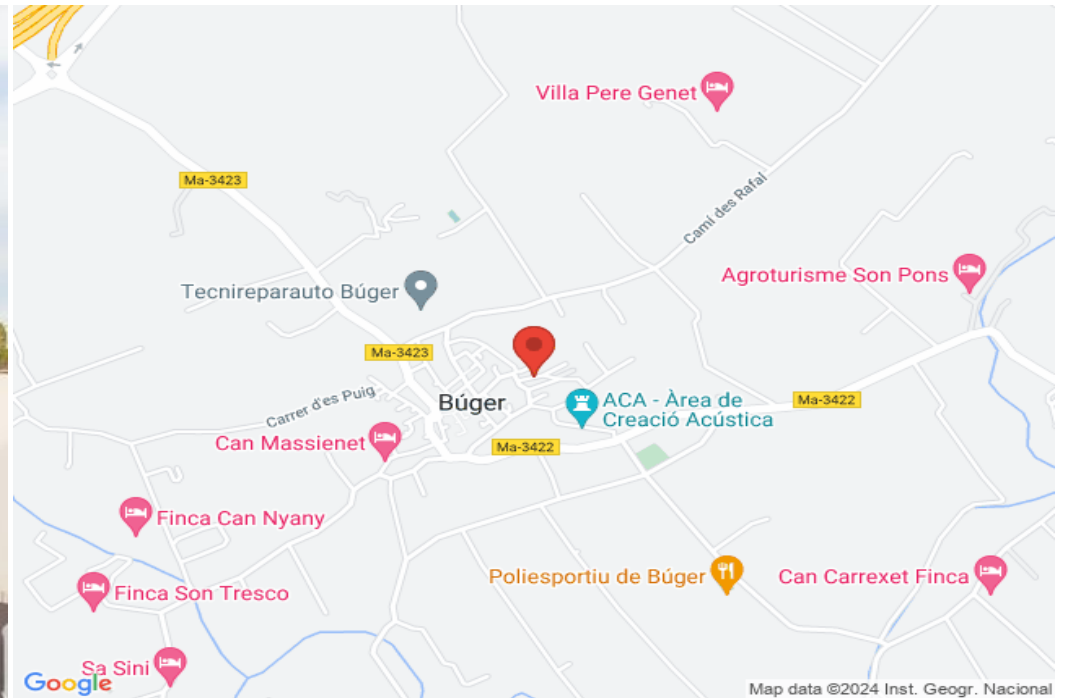 Villa Pere Genet
Ma-3423
Camí des Rafal
Agroturisme Son Pons
Tecnireparauto Búger
Ma-3423
Carrer d'es Puig
Búger
ACA - Àrea de
Creació Acústica
Ma-3422
Can Massienet
Ma-3422
Finca Can Nyany
Poliesportiu de Búger
Can Carrexet Finca
Finca Son Tresco
Sa Sini
Google
Map data ©2024 Inst. Geogr. Nacional